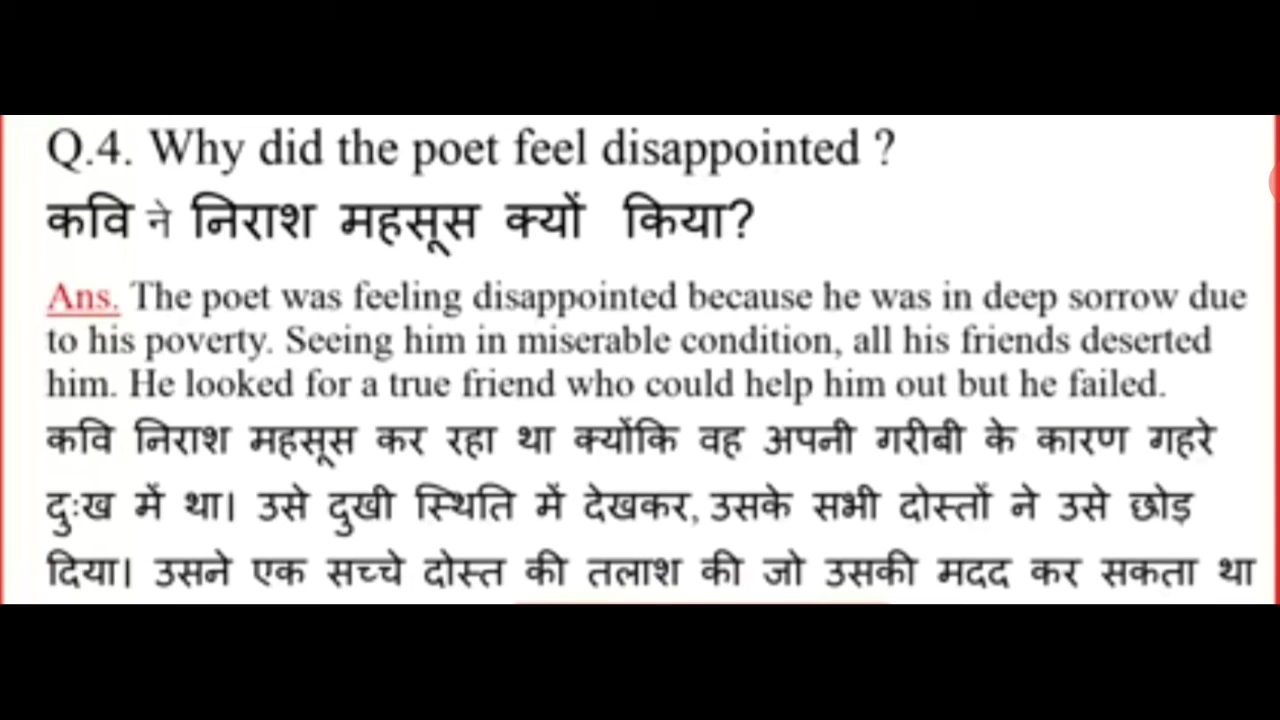 Q.4. Why did the poet feel disappointed ?
कवि ने निराश महसूस क्यों किया?
Ans. The poet was feeling disappointed because he was in deep sorrow due
to his poverty. Seeing him in miserable condition, all his friends deserted
him. He looked for a true friend who could help him out but he failed.
कवि निराश महसूस कर रहा था क्योंकि वह अपनी गरीबी के कारण गहरे
दुःख में था। उसे दुखी स्थिति में देखकर, उसके सभी दोस्तों ने उसे छोड़
दिया। उसने एक सच्चे दोस्त की तलाश की जो उसकी मदद कर सकता था